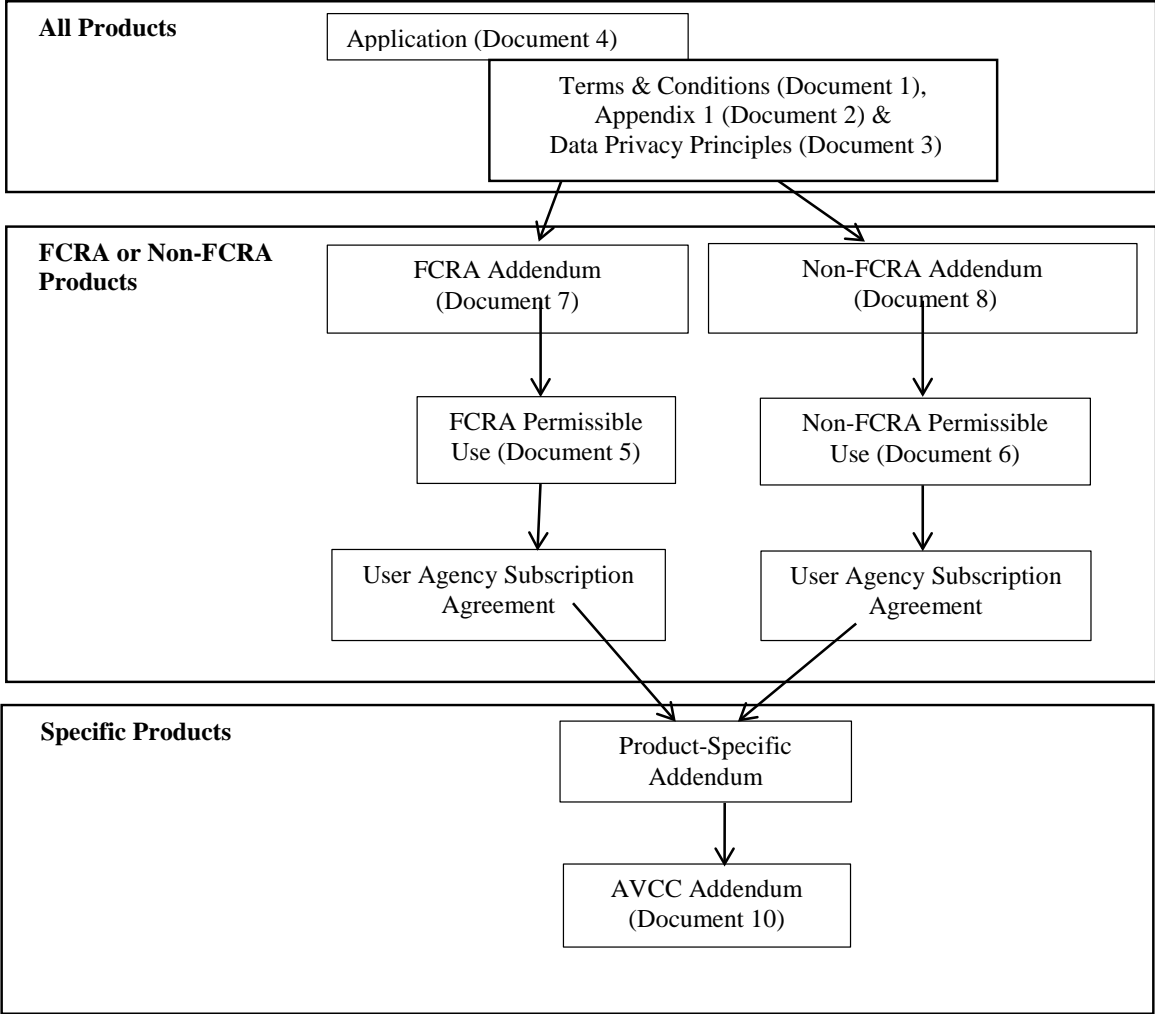 All Products
Application (Document 4)
Terms & Conditions (Document 1),
Appendix 1 (Document 2) &
Data Privacy Principles (Document 3)
FCRA or Non-FCRA
Products
FCRA Addendum
(Document 7)
Non-FCRA Addendum
(Document 8)
FCRA Permissible
Use (Document 5)
Non-FCRA Permissible
Use (Document 6)
User Agency Subscription
Agreement
User Agency Subscription
Agreement
Specific Products
Product-Specific
Addendum
AVCC Addendum
(Document 10)